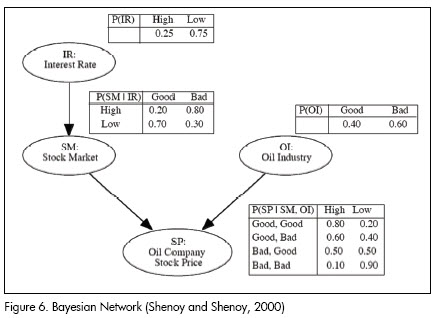 P(IR) High Low
0.25 0.75
IR:
Interest Rate
P(SM | IR) Good Bad
High 0.20 0.80
Low 0.70 0.30
P(OI) Good Bad
0.40 0.60
SM:
Stock Market
OI:
Oil Industry
P(SP | SM, OI) High Low
Good, Good 0.80 0.20
Good, Bad 0.60 0.40
Bad, Good 0.50 0.50
Bad, Bad 0.10 0.90
SP:
Oil Company
Stock Price
Figure 6. Bayesian Network (Shenoy and Shenoy, 2000)